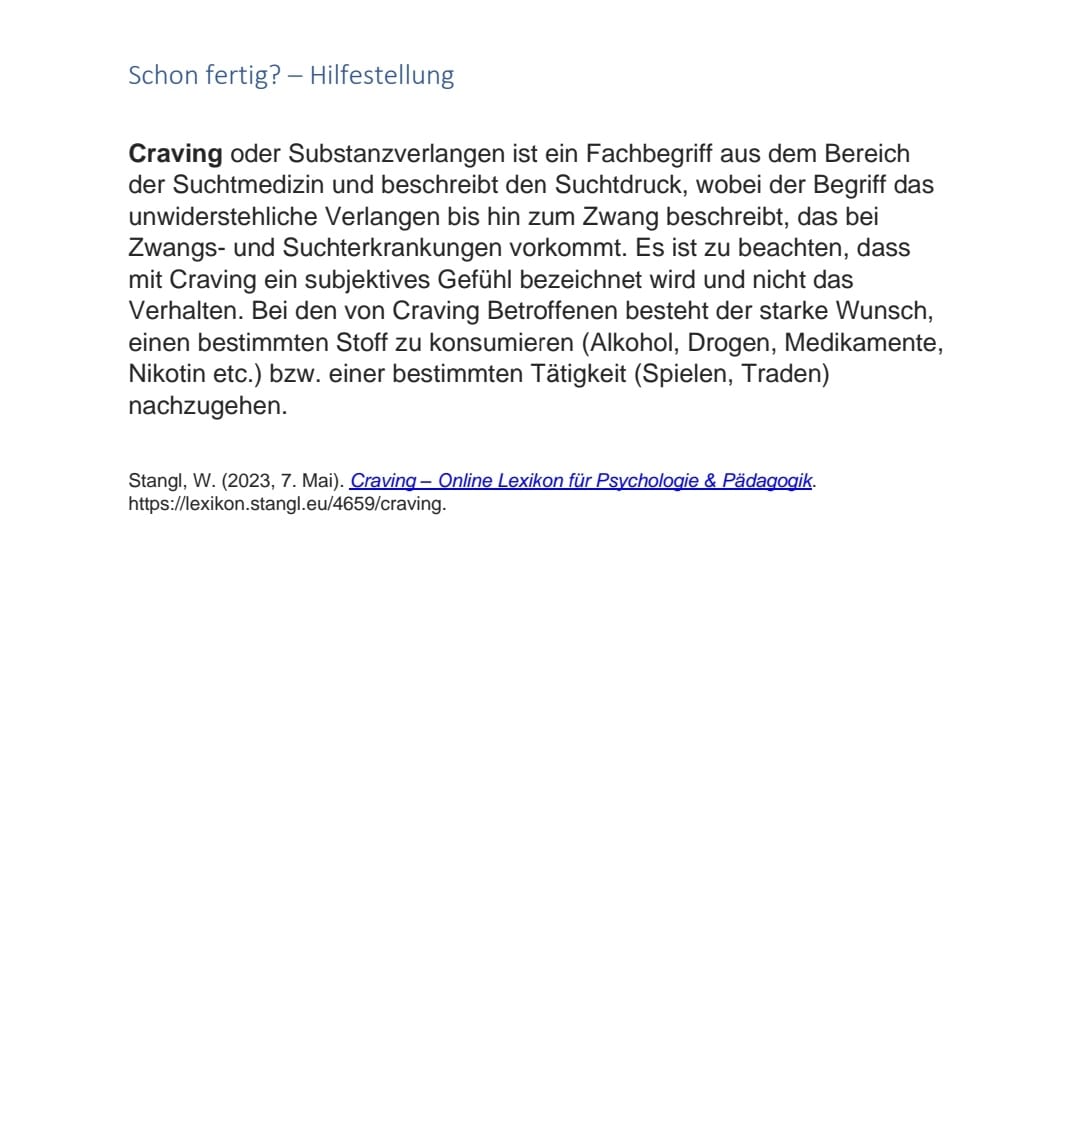 Schon fertig? – Hilfestellung
Craving oder Substanzverlangen ist ein Fachbegriff aus dem Bereich
der Suchtmedizin und beschreibt den Suchtdruck, wobei der Begriff das
unwiderstehliche Verlangen bis hin zum Zwang beschreibt, das bei
Zwangs- und Suchterkrankungen vorkommt. Es ist zu beachten, dass
mit Craving ein subjektives Gefühl bezeichnet wird und nicht das
Verhalten. Bei den von Craving Betroffenen besteht der starke Wunsch,
einen bestimmten Stoff zu konsumieren (Alkohol, Drogen, Medikamente,
Nikotin etc.) bzw. einer bestimmten Tätigkeit (Spielen, Traden)
nachzugehen.
Stangl, W. (2023, 7. Mai). Craving – Online Lexikon für Psychologie & Pädagogik.
https://lexikon.stangl.eu/4659/craving.